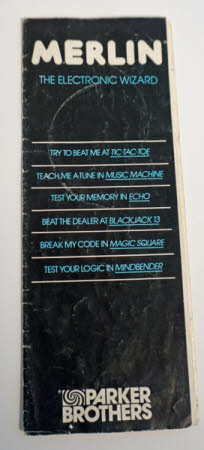 MERLIN
THE ELECTRONIC WIZARD
TRY TO BEAT ME AT TIC TAC TOE
TEACH ME A TUNE IN MUSIC MACHINE
TEST YOUR MEMORY IN ECHO
BEAT THE DEALER AT BLACKJACK 13
BREAK MY CODE IN MAGIC SQUARE
TEST YOUR LOGIC IN MINDBENDER
PARKER
BROTHERS